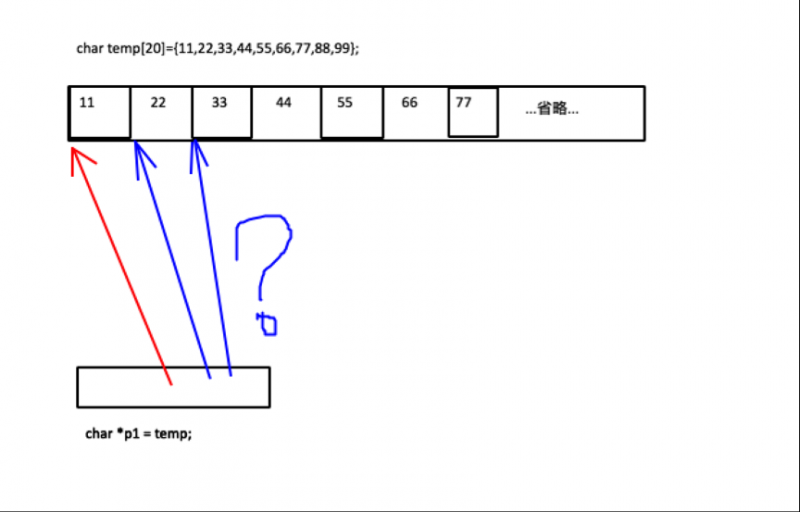 char temp[20]={11,22,33,44,55,66,77,88,99};
11 22 33 44 55 66 77 ...省略...
?
char *p1 = temp;